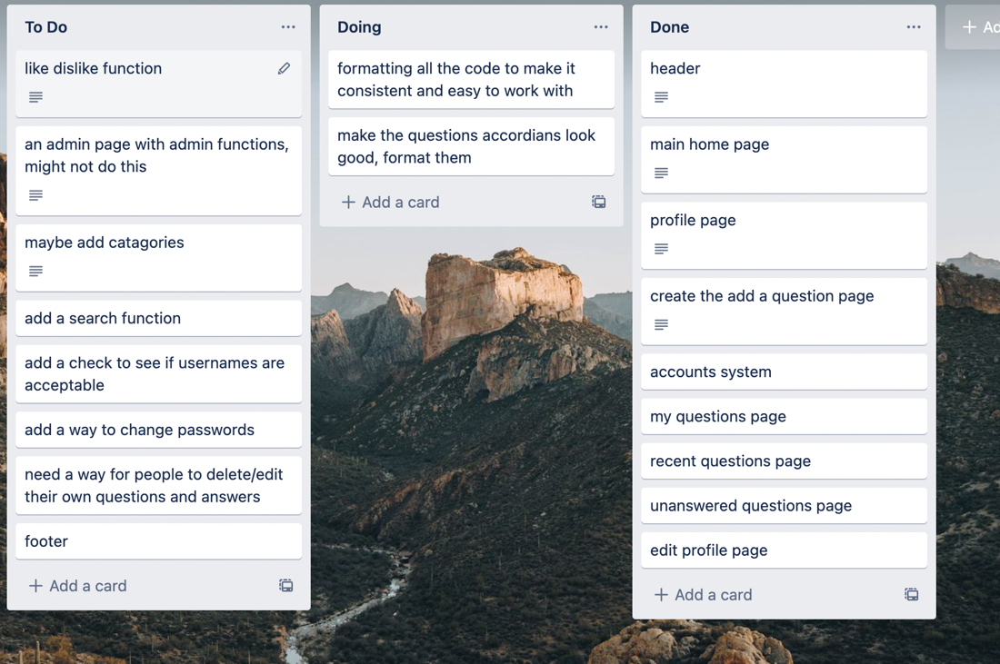 To Do
like dislike function
an admin page with admin functions,
might not do this
maybe add catagories
add a search function
add a check to see if usernames are
acceptable
add a way to change passwords
need a way for people to delete/edit
their own questions and answers
footer
+ Add a card
Doing
formatting all the code to make it
consistent and easy to work with
make the questions accordians look
good, format them
+ Add a card
Done
header
main home page
profile page
create the add a question page
accounts system
my questions page
recent questions page
unanswered questions page
edit profile page
+ Add a card
+ Ad